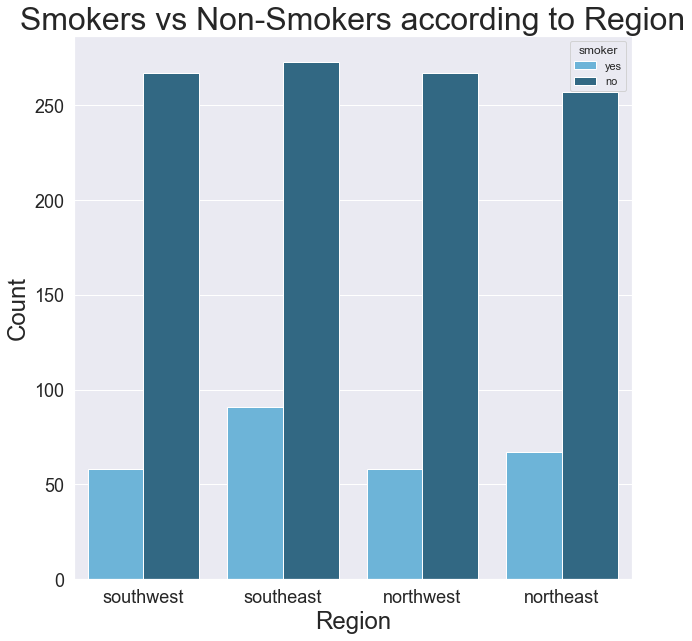 Smokers vs Non-Smokers according to Region
smoker
yes
no
250
200
150
100
50
0
Count
southwest southeast northwest northeast
Region